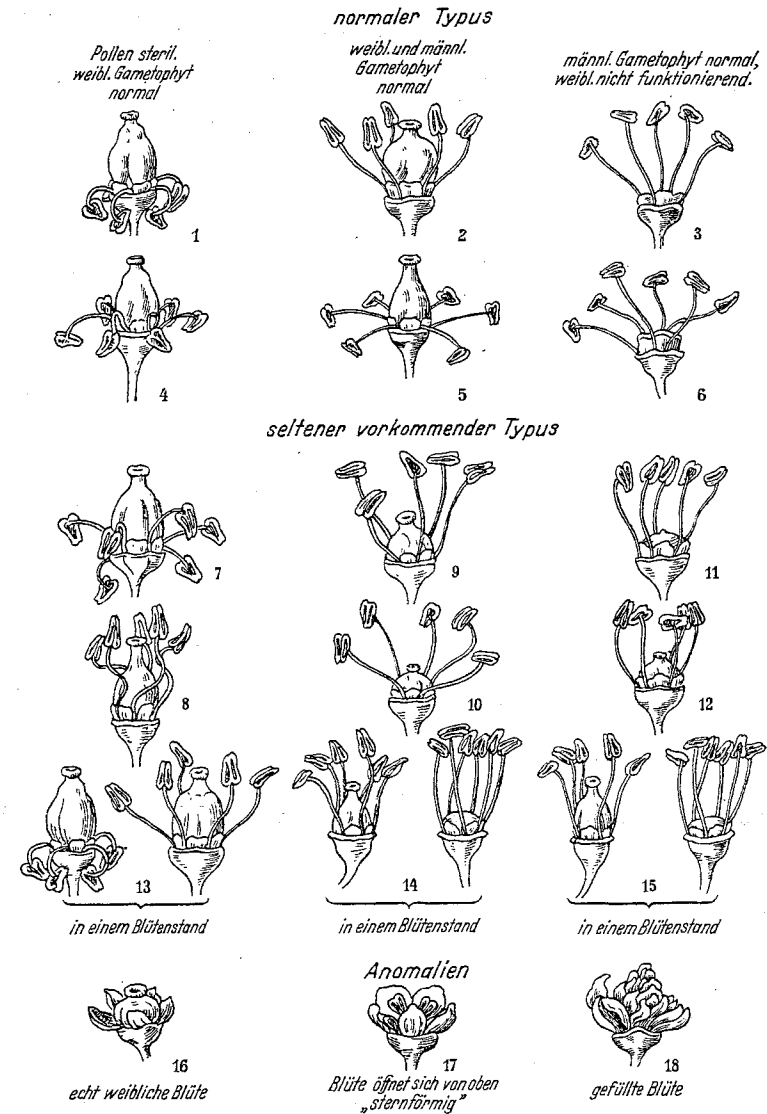 normaler Typus
Pollen steril.
weibl. Gametophyt
normal
weibl. und männl.
Gametophyt
normal
männl. Gametophyt normal,
weibl. nicht funktionierend.
1
2
3
4
5
6
seltener vorkommender Typus
7
9
11
8
10
12
13
14
15
in einem Blütenstand
in einem Blütenstand
in einem Blütenstand
Anomalien
16
17
18
echt weibliche Blüte
Blüte öffnet sich von oben
„sternförmig"
gefüllte Blüte